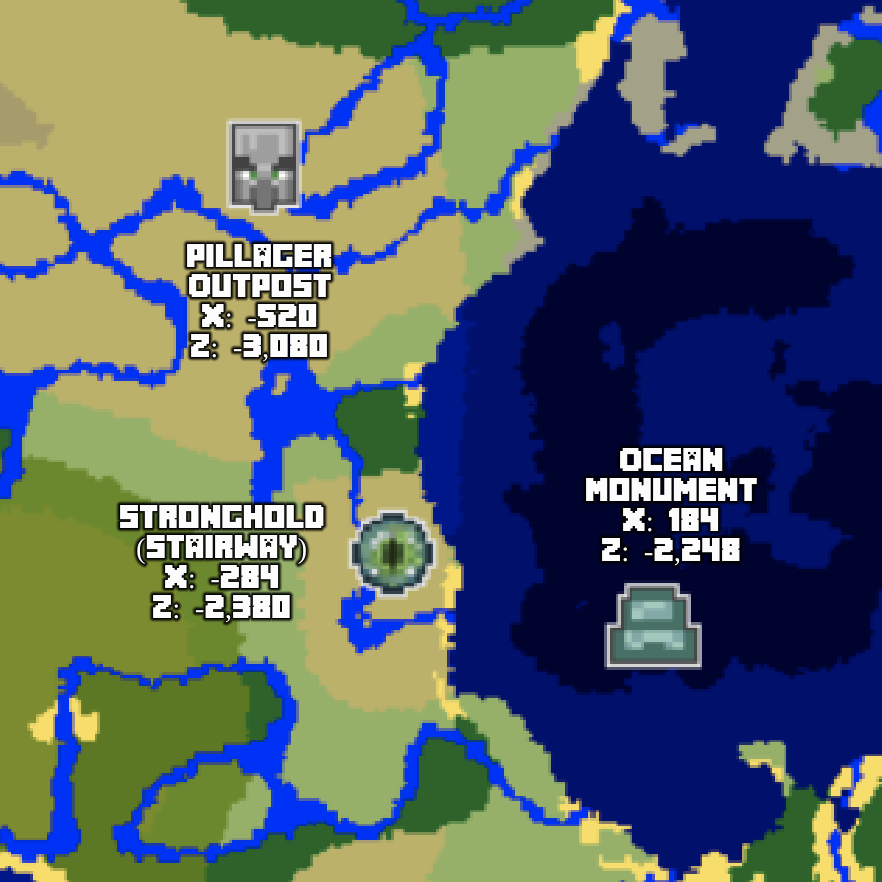 PILLAGER
OUTPOST
X: -520
Z: -3,080
OCEAN
MONUMENT
X: 184
Z: -2,248
STRONGHOLD
(STAIRWAY)
X: -284
Z: -2,380